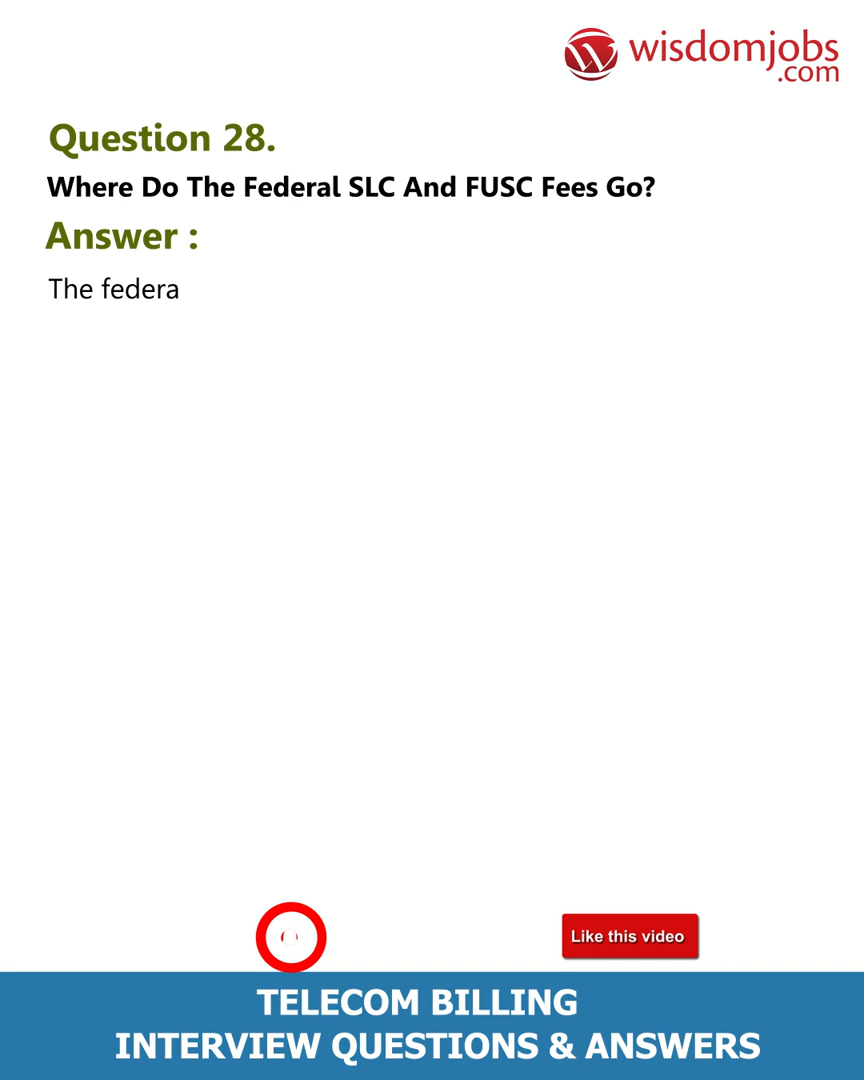 wisdomjobs
.com
Question 28.
Where Do The Federal SLC And FUSC Fees Go?
Answer :
The federa
Like this video
TELECOM BILLING
INTERVIEW QUESTIONS & ANSWERS